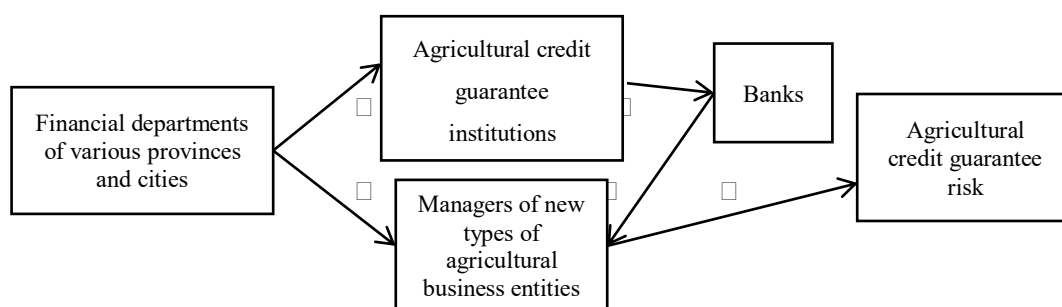 Financial departments
of various provinces
and cities
Agricultural credit
guarantee
institutions
Managers of new
types of
agricultural
business entities
Banks
Agricultural
credit guarantee
risk